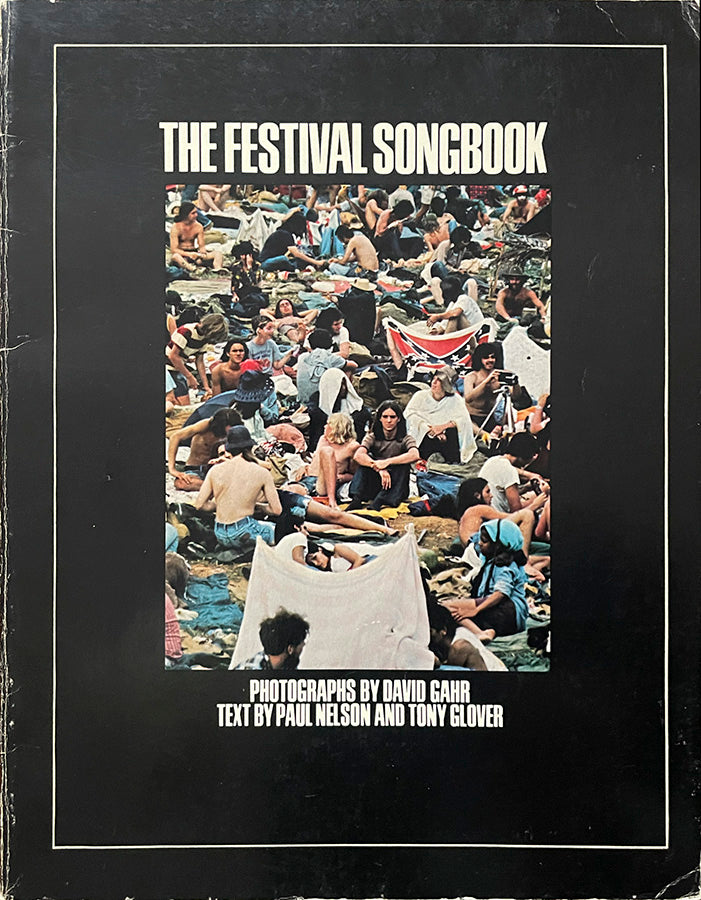 THE FESTIVAL SONGBOOK
PHOTOGRAPHS BY DAVID GAHR
TEXT BY PAUL NELSON AND TONY GLOVER